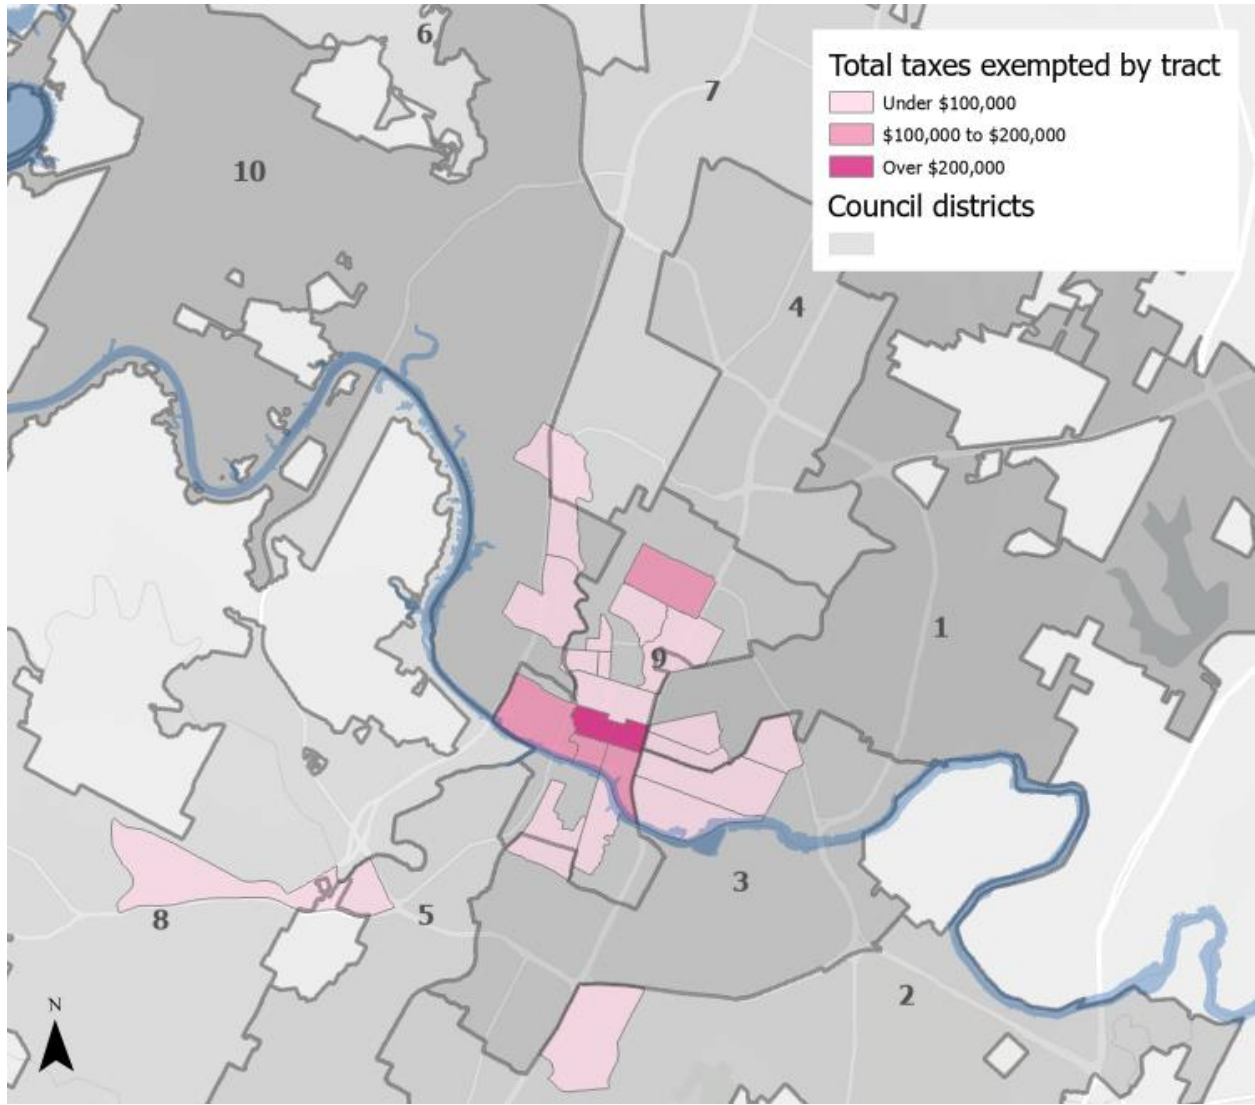 Total taxes exempted by tract
Under $100,000
$100,000 to $200,000
Over $200,000
Council districts
6
7
10
4
1
9
3
8
5
2
N